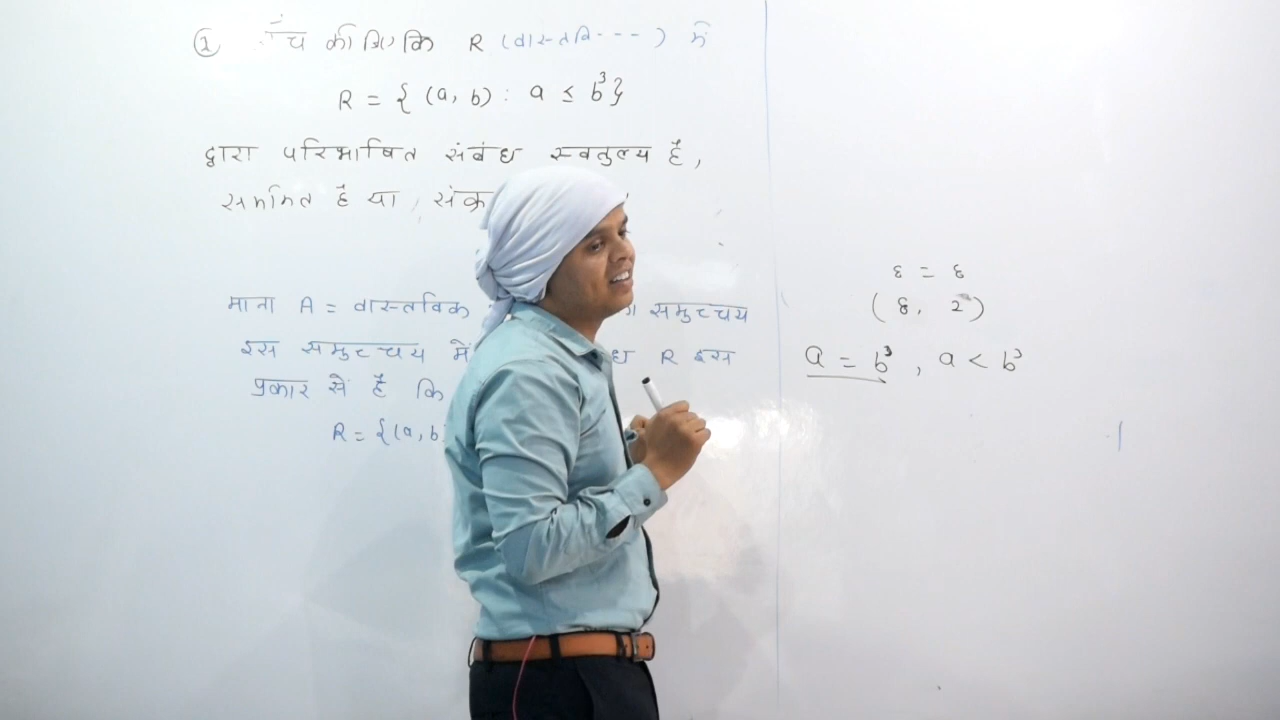 ① च कीजिए कि R (वास्तवि---) में
R = { (a, b) : a ≤ b³}
द्वारा परिभाषित संबंध स्वतुल्य है,
सममित है या, संक्र
माना A = वास्तविक समुच्चय
इस समुच्चय में R इस
प्रकार से है कि
R = {(a, b
8 = 8
(8, 2)
a = b³, a < b³